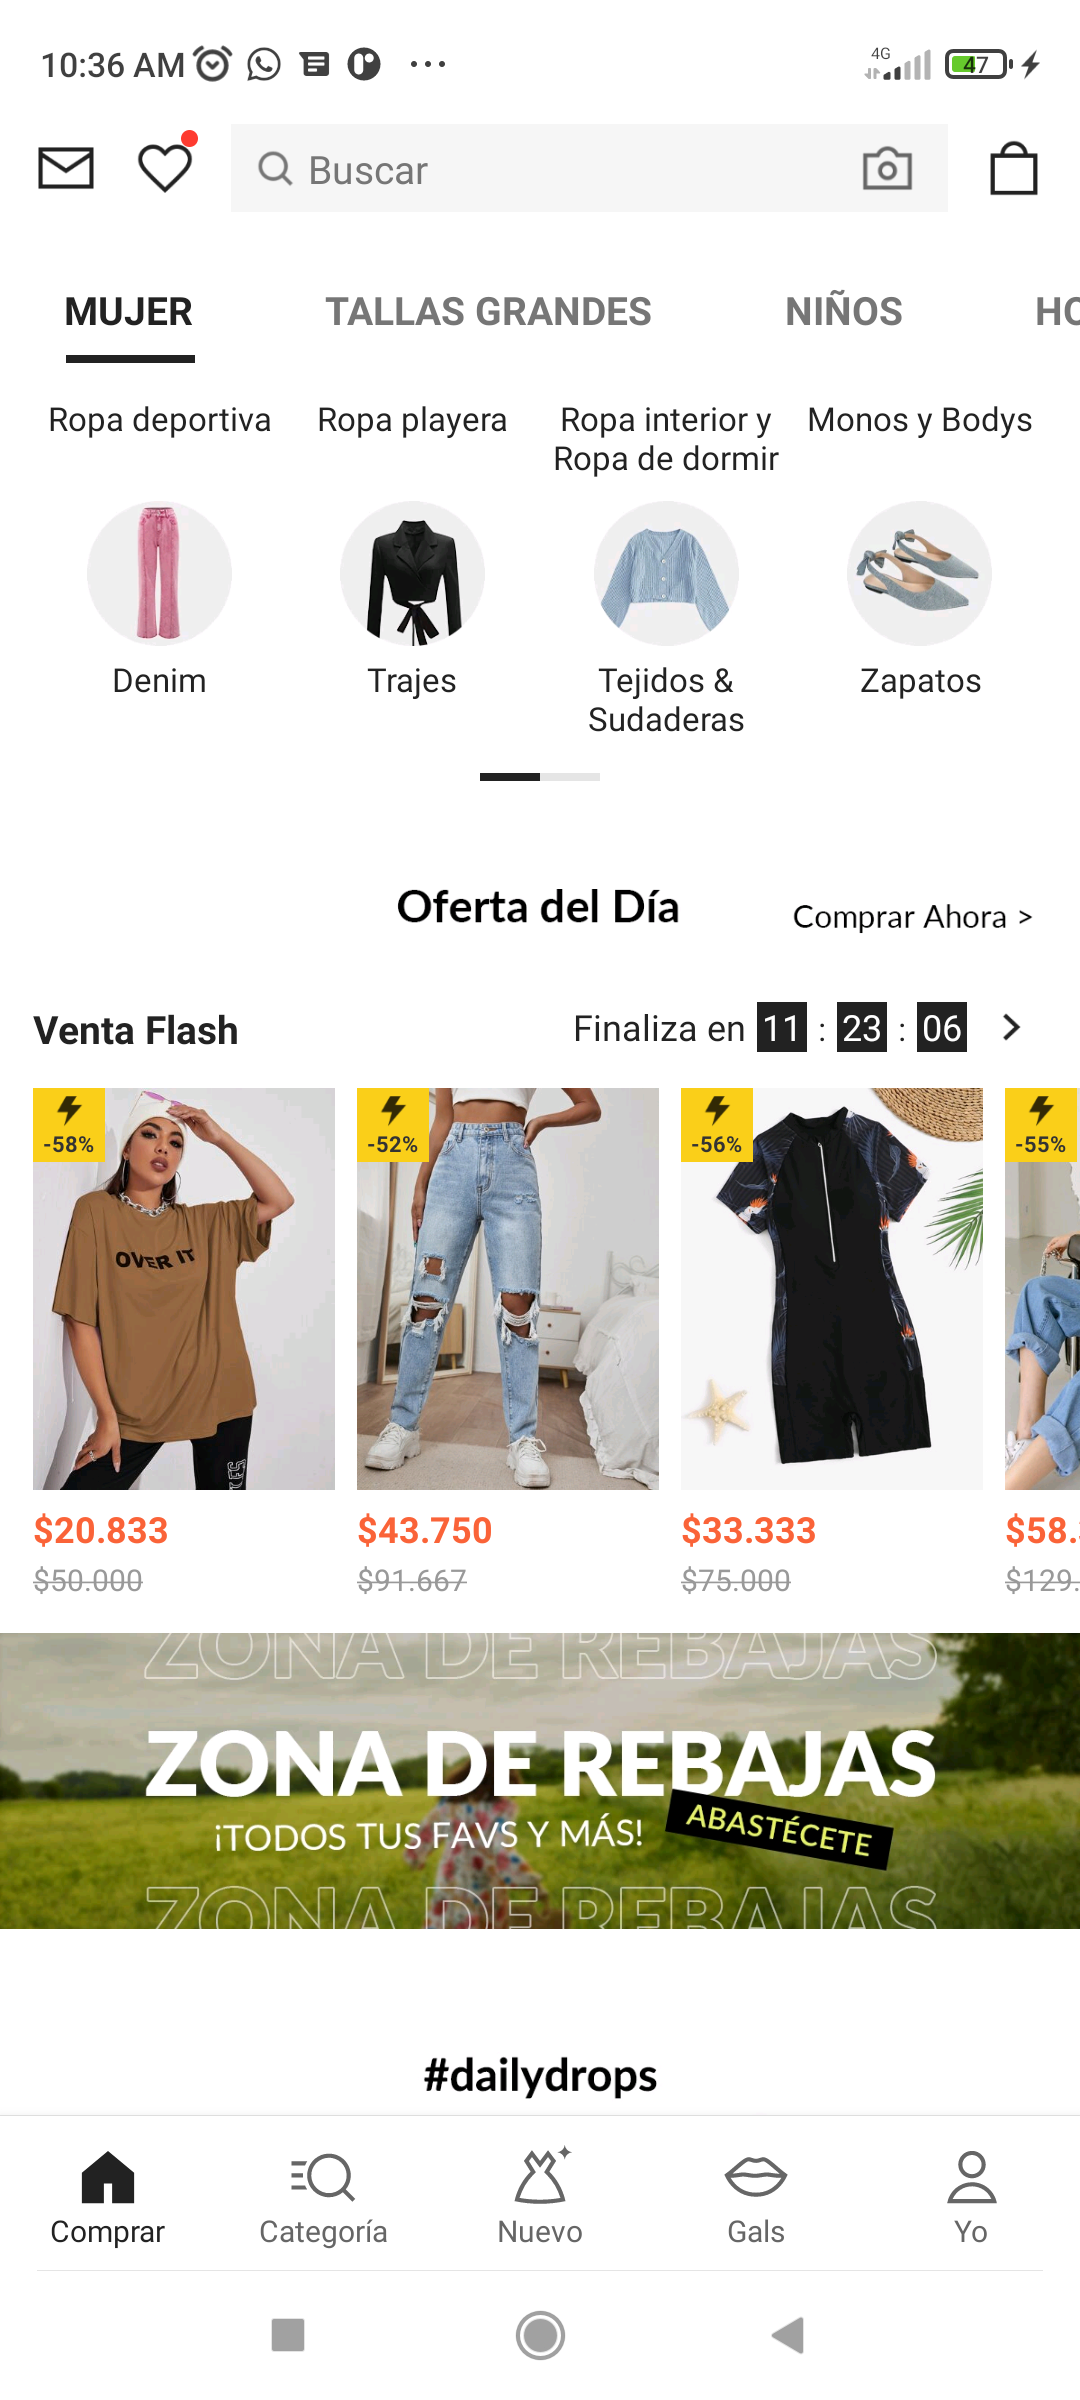 10:36 AM
4G
47
Buscar
MUJER
TALLAS GRANDES
NIÑOS
HO
Ropa deportiva
Ropa playera
Ropa interior y
Ropa de dormir
Monos y Bodys
Denim
Trajes
Tejidos &
Sudaderas
Zapatos
Oferta del Día
Comprar Ahora >
Venta Flash
Finaliza en 11 : 23 : 06
-58%
-52%
-56%
-55%
OVER IT
$20.833
$43.750
$33.333
$58.
$50.000
$91.667
$75.000
$129.
ZONA DE REBAJAS
ZONA DE REBAJAS
¡TODOS TUS FAVS Y MÁS!
ABASTÉCETE
ZONA DE REBAJAS
#dailydrops
Comprar
Categoría
Nuevo
Gals
Yo